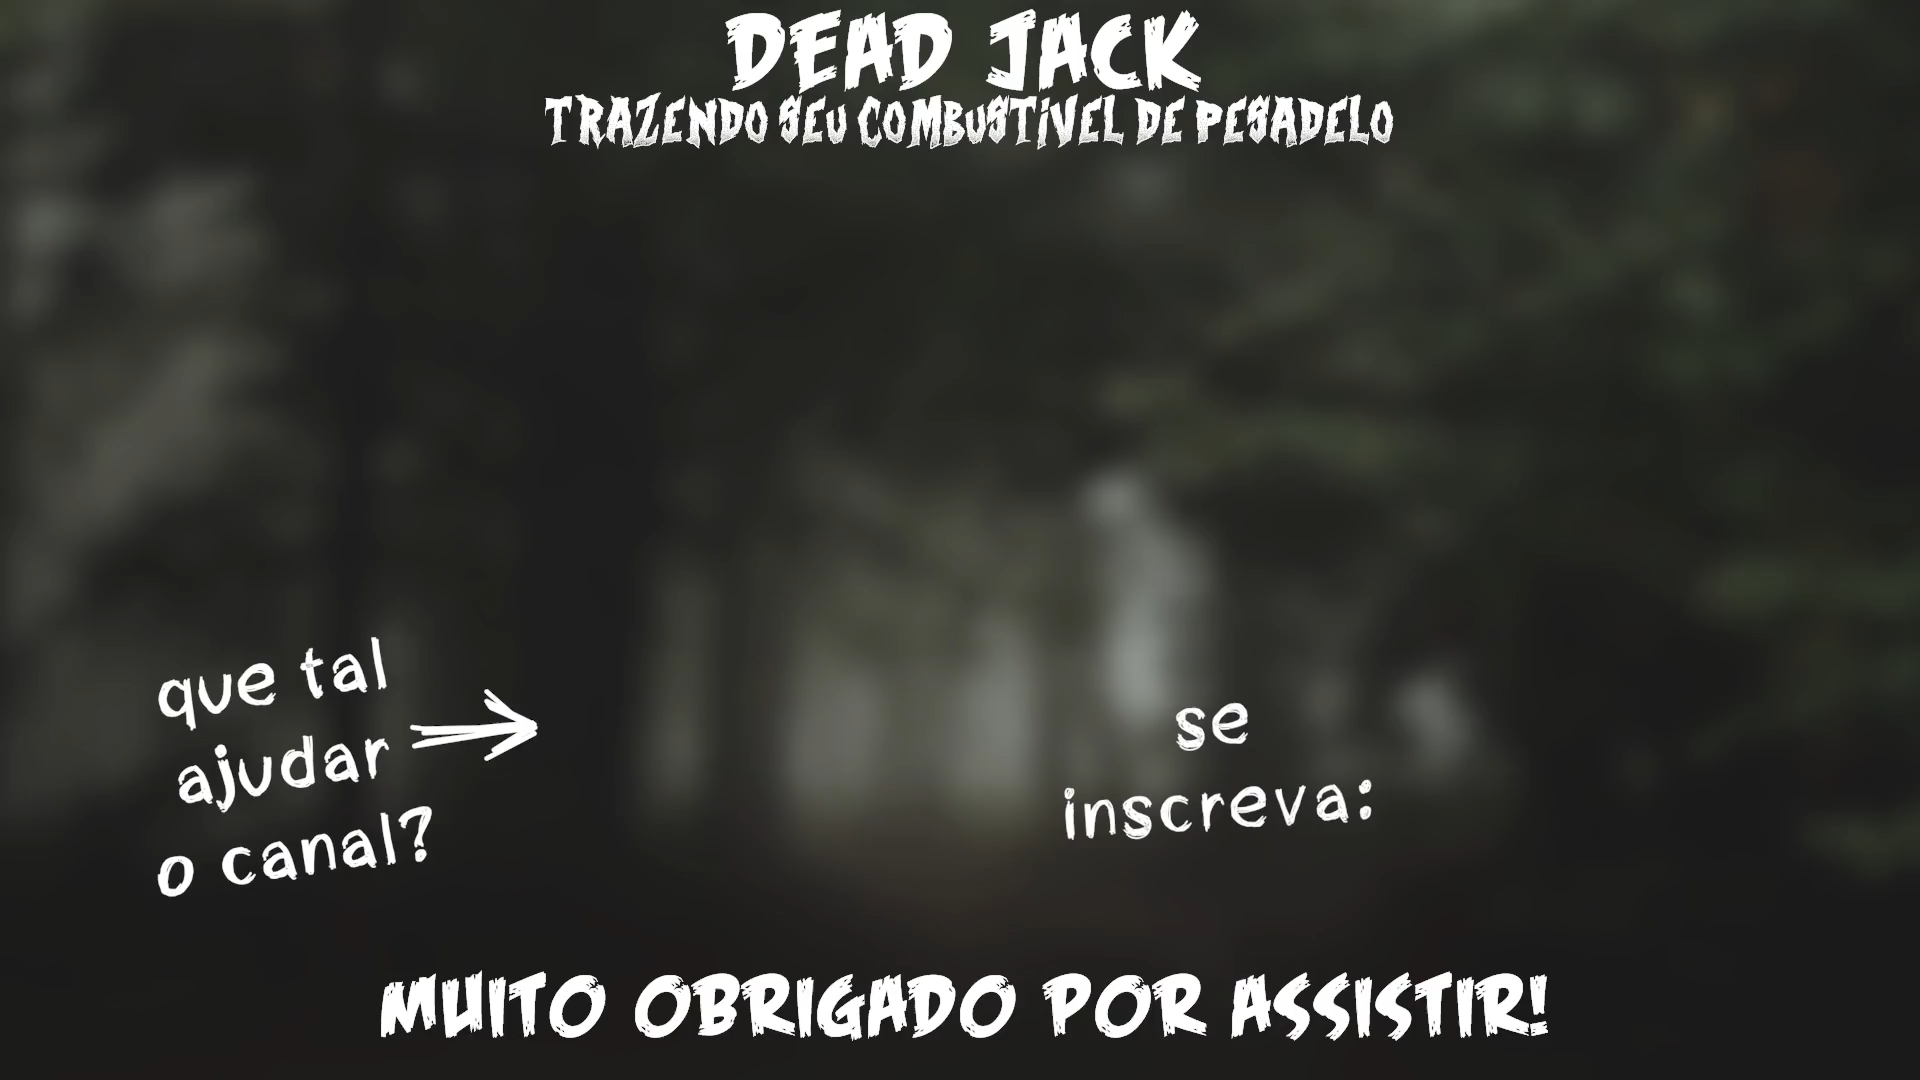 DEAD JACK
TRAZENDO SEU COMBUSTiVEL DE PESADELO
que tal
ajudar
o canal?
se
inscreva:
MUITO OBRIGADO POR ASSISTIR!